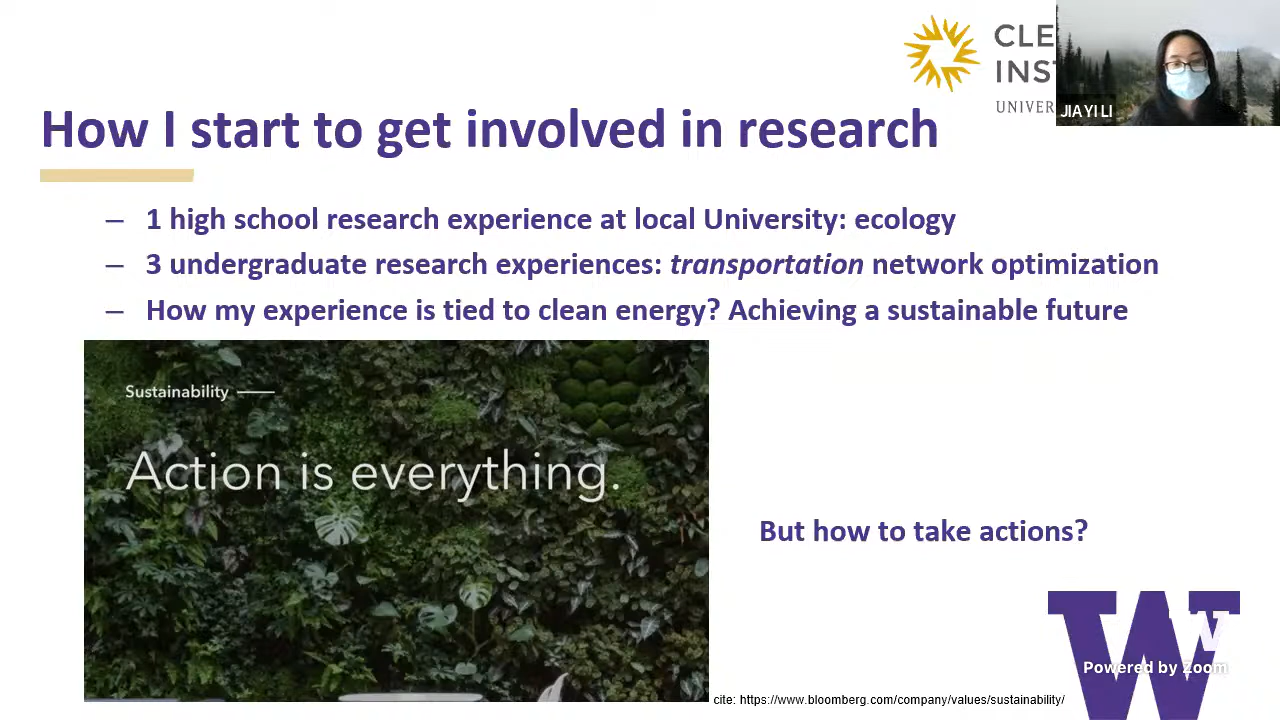 CLE
INST
UNIVER
JIAYI LI
How I start to get involved in research
– 1 high school research experience at local University: ecology
– 3 undergraduate research experiences: transportation network optimization
– How my experience is tied to clean energy? Achieving a sustainable future
Sustainability
Action is everything.
But how to take actions?
W
W
Powered by Zoom
cite: https://www.bloomberg.com/company/values/sustainability/